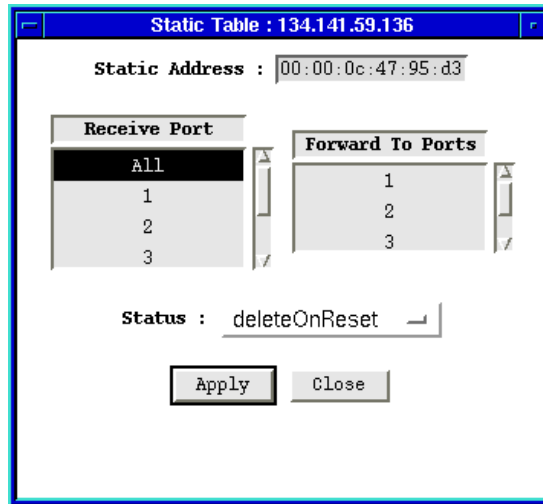 Static Table : 134.141.59.136
Static Address : 00:00:0c:47:95:d3
Receive Port
All
1
2
3
Forward To Ports
1
2
3
Status : deleteOnReset
Apply Close